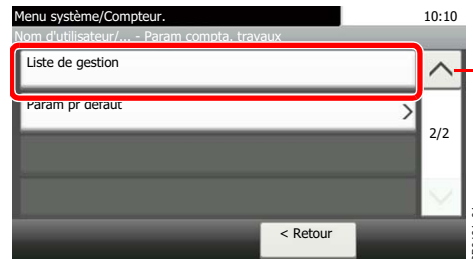 Menu système/Compteur. 10:10
Nom d'utilisateur/... - Param compta. travaux
Liste de gestion
Param pr défaut
2/2
< Retour